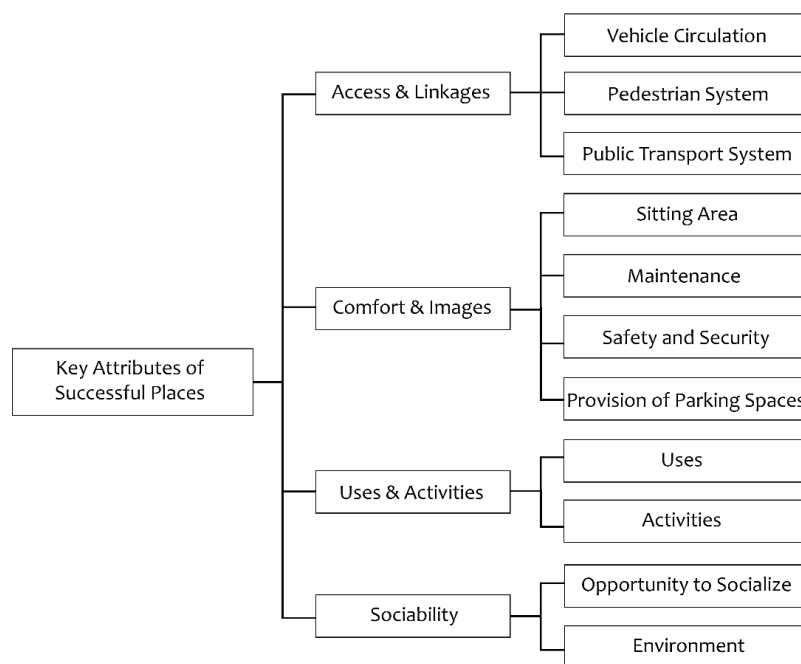 Key Attributes of
Successful Places
Access & Linkages
Vehicle Circulation
Pedestrian System
Public Transport System
Comfort & Images
Sitting Area
Maintenance
Safety and Security
Provision of Parking Spaces
Uses & Activities
Uses
Activities
Sociability
Opportunity to Socialize
Environment